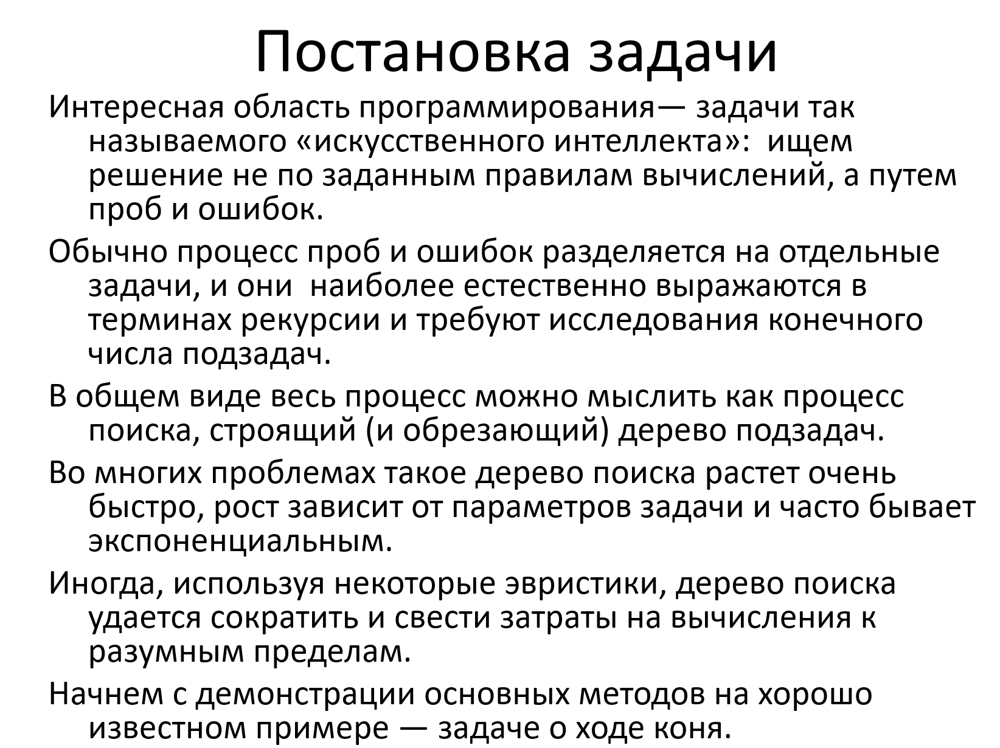 Постановка задачи
Интересная область программирования— задачи так
называемого «искусственного интеллекта»:  ищем
решение не по заданным правилам вычислений, а путем
проб и ошибок.
Обычно процесс проб и ошибок разделяется на отдельные
задачи, и они  наиболее естественно выражаются в
терминах рекурсии и требуют исследования конечного
числа подзадач.
В общем виде весь процесс можно мыслить как процесс
поиска, строящий (и обрезающий) дерево подзадач.
Во многих проблемах такое дерево поиска растет очень
быстро, рост зависит от параметров задачи и часто бывает
экспоненциальным.
Иногда, используя некоторые эвристики, дерево поиска
удается сократить и свести затраты на вычисления к
разумным пределам.
Начнем с демонстрации основных методов на хорошо
известном примере — задаче о ходе коня.